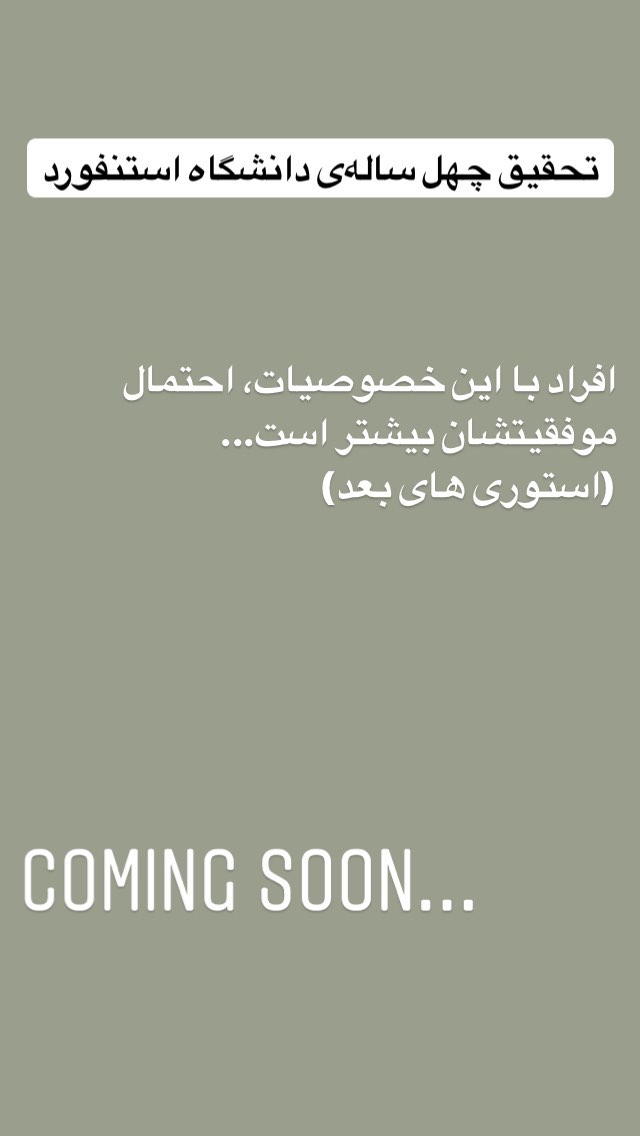 تحقیق چهل ساله‌ی دانشگاه استنفورد
افراد با این خصوصیات، احتمال
موفقیتشان بیشتر است...
(استوری های بعد)
COMING SOON...